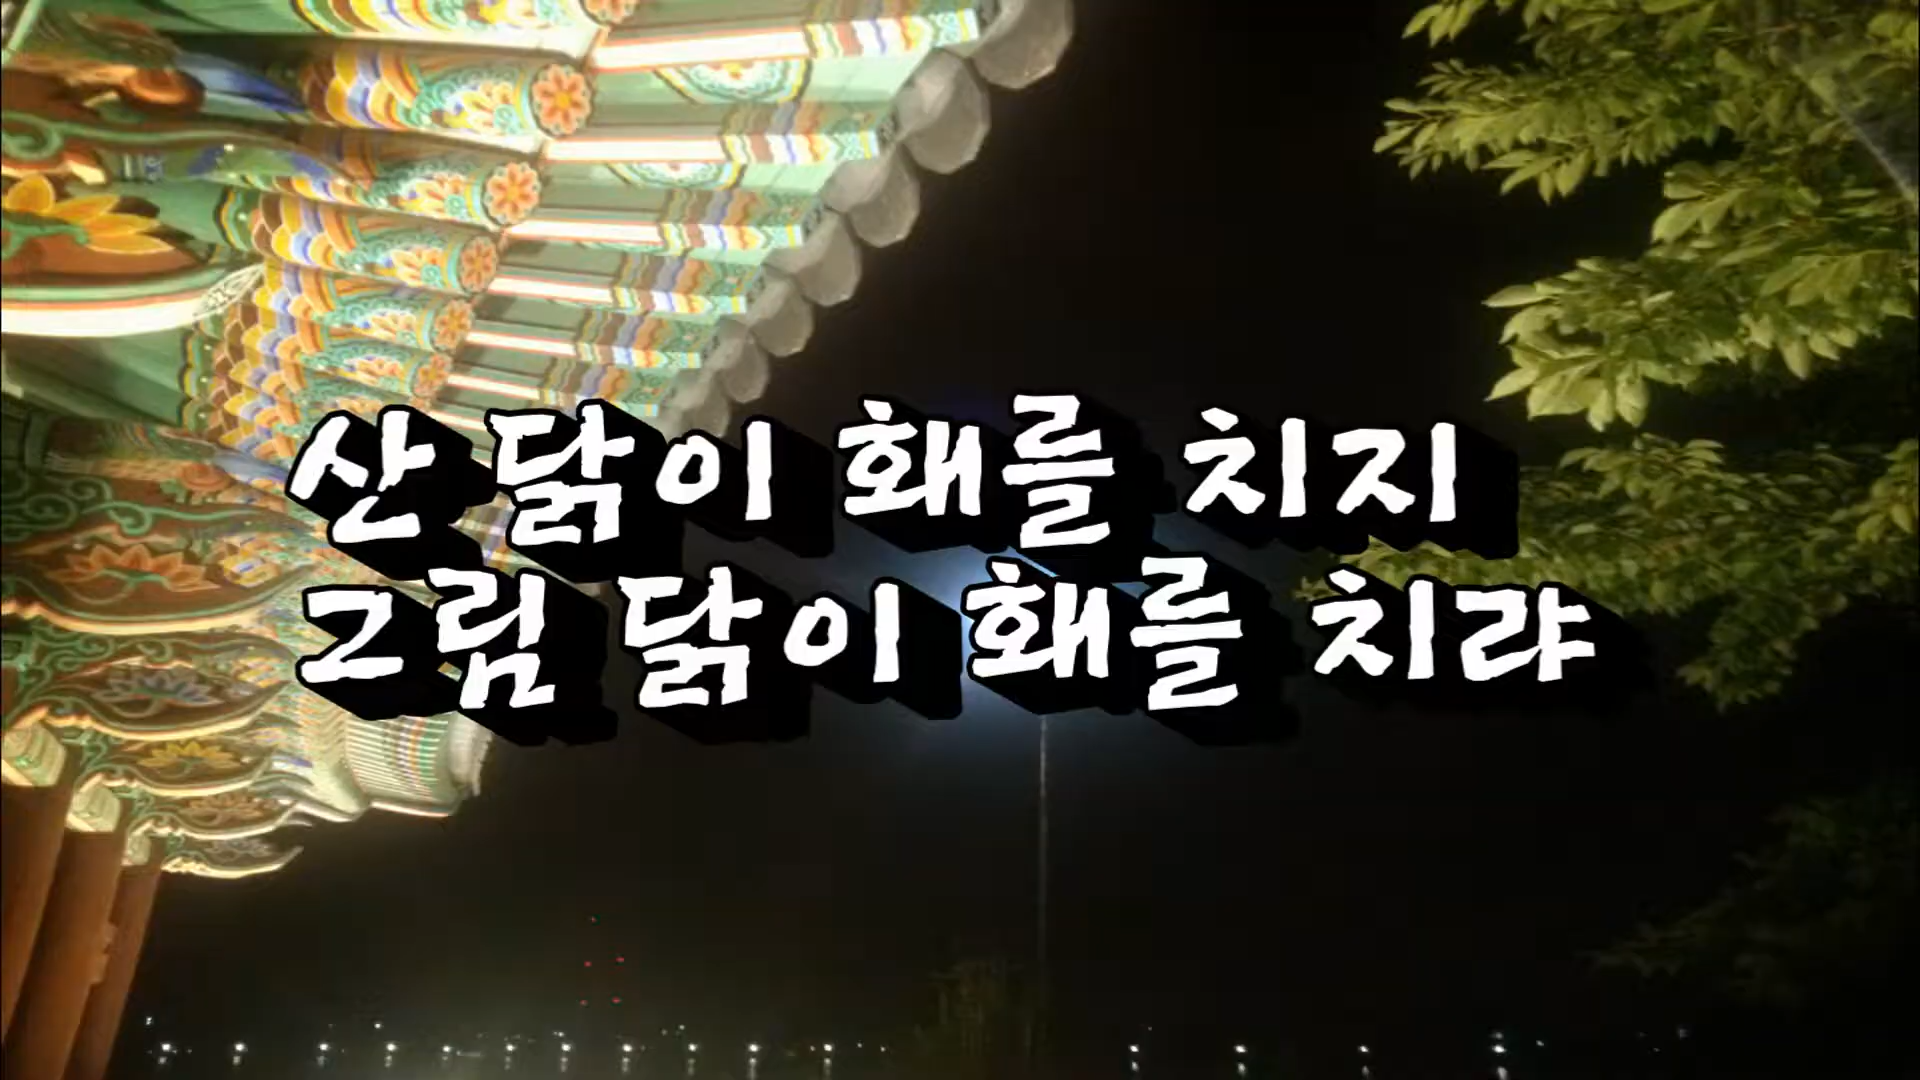 산 닭이 홰를 치지
그림 닭이 홰를 치랴